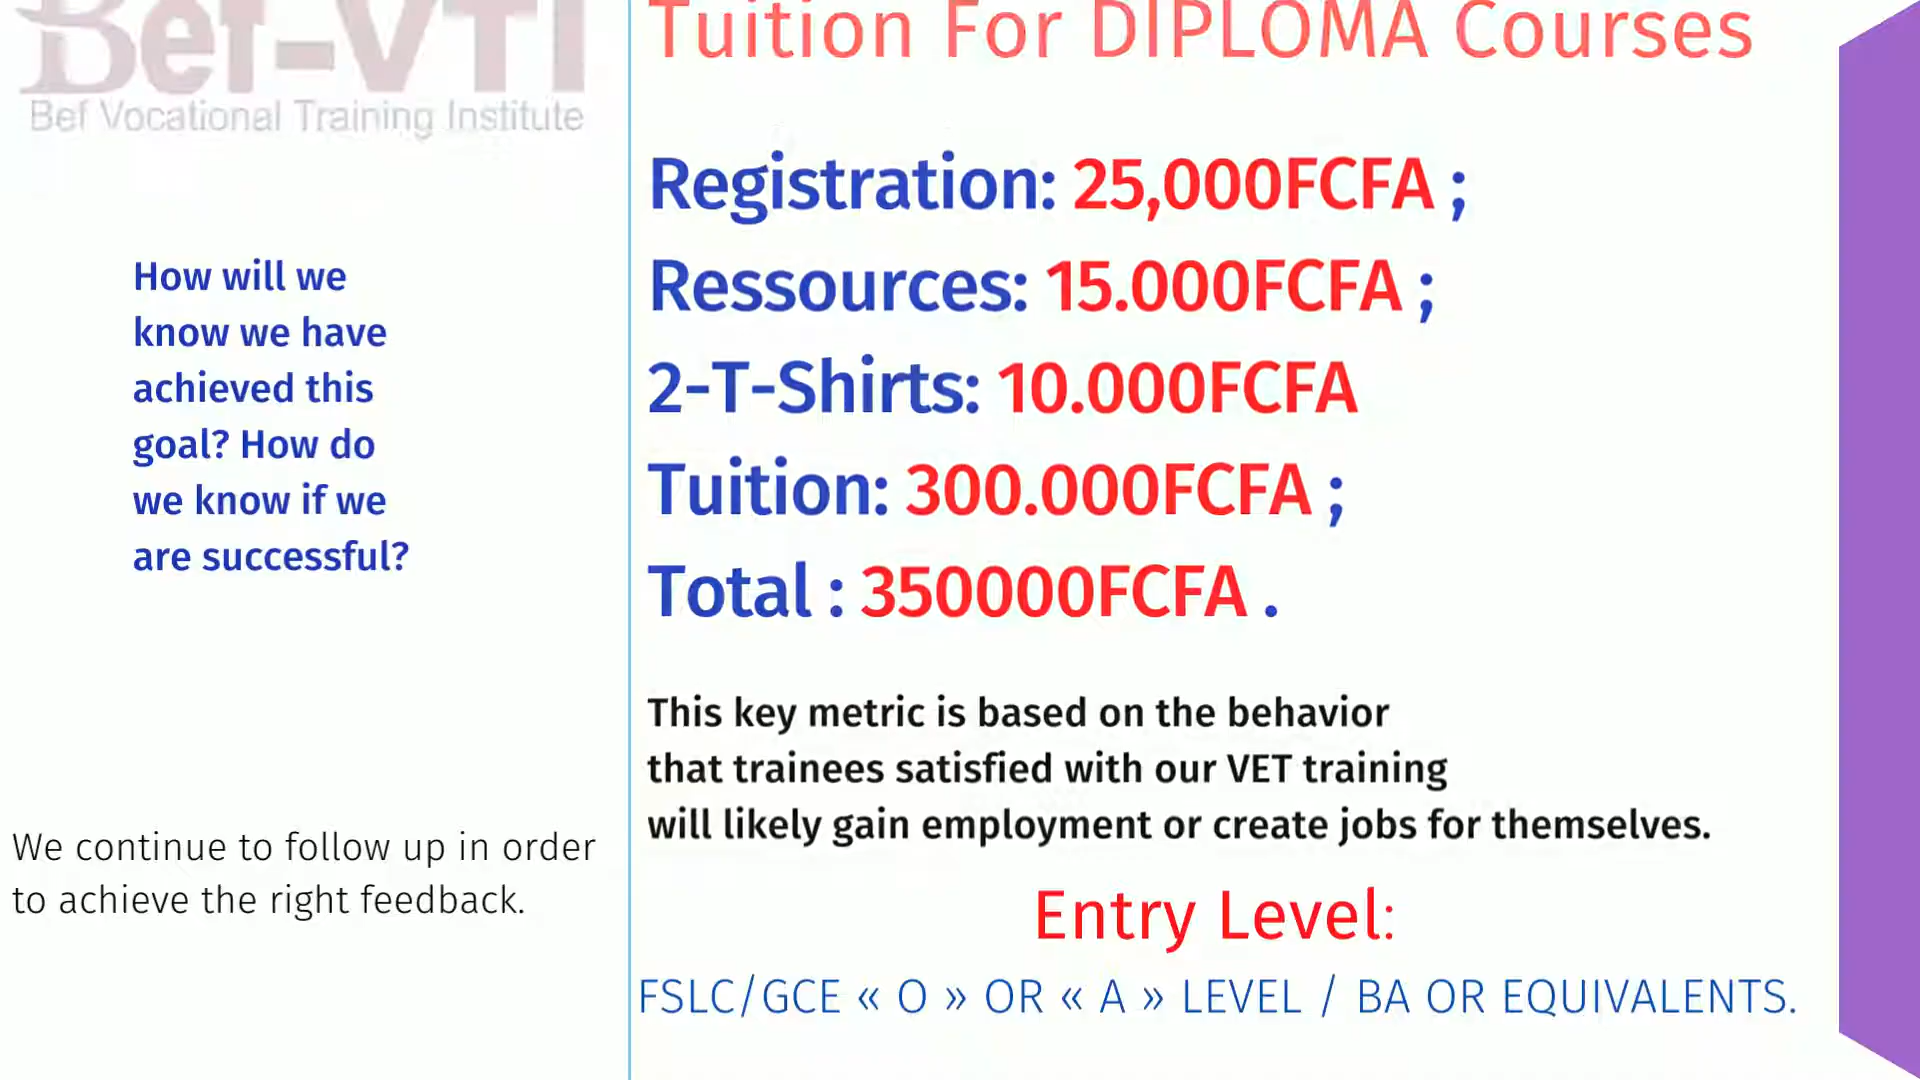 Bef-VTI
Bef Vocational Training Institute
How will we
know we have
achieved this
goal? How do
we know if we
are successful?
We continue to follow up in order
to achieve the right feedback.
Tuition For DIPLOMA Courses
Registration: 25,000FCFA ;
Ressources: 15.000FCFA ;
2-T-Shirts: 10.000FCFA
Tuition: 300.000FCFA ;
Total : 350000FCFA .
This key metric is based on the behavior
that trainees satisfied with our VET training
will likely gain employment or create jobs for themselves.
Entry Level:
FSLC/GCE « O » OR « A » LEVEL / BA OR EQUIVALENTS.